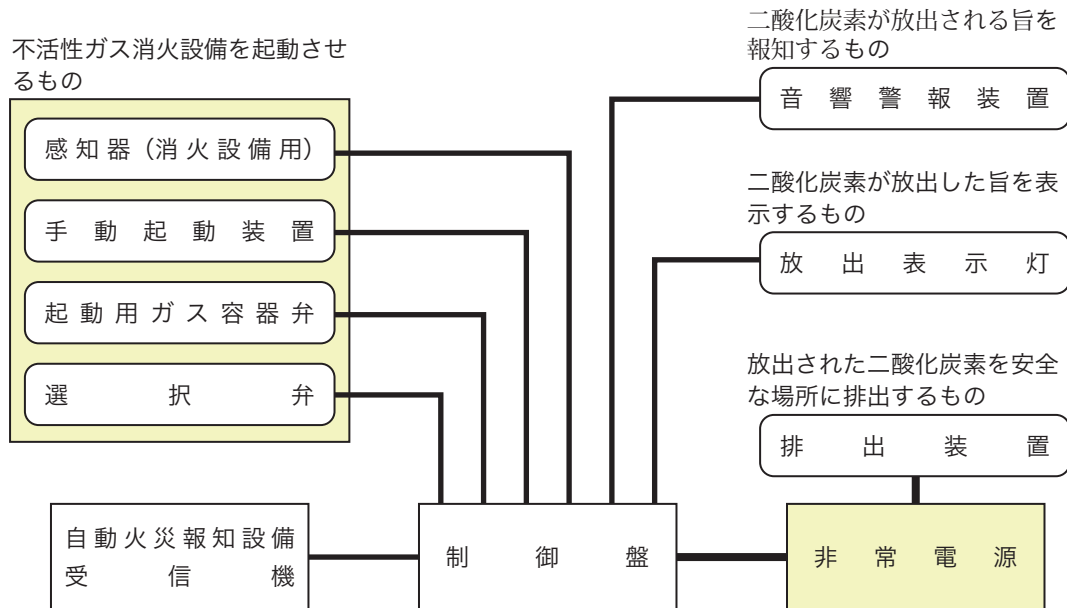 不活性ガス消火設備を起動させ
るもの
感知器（消火設備用）
手動起動装置
起動用ガス容器弁
選択弁
二酸化炭素が放出される旨を
報知するもの
音響警報装置
二酸化炭素が放出した旨を表
示するもの
放出表示灯
放出された二酸化炭素を安全
な場所に排出するもの
排出装置
自動火災報知設備
受信機
制御盤
非常電源